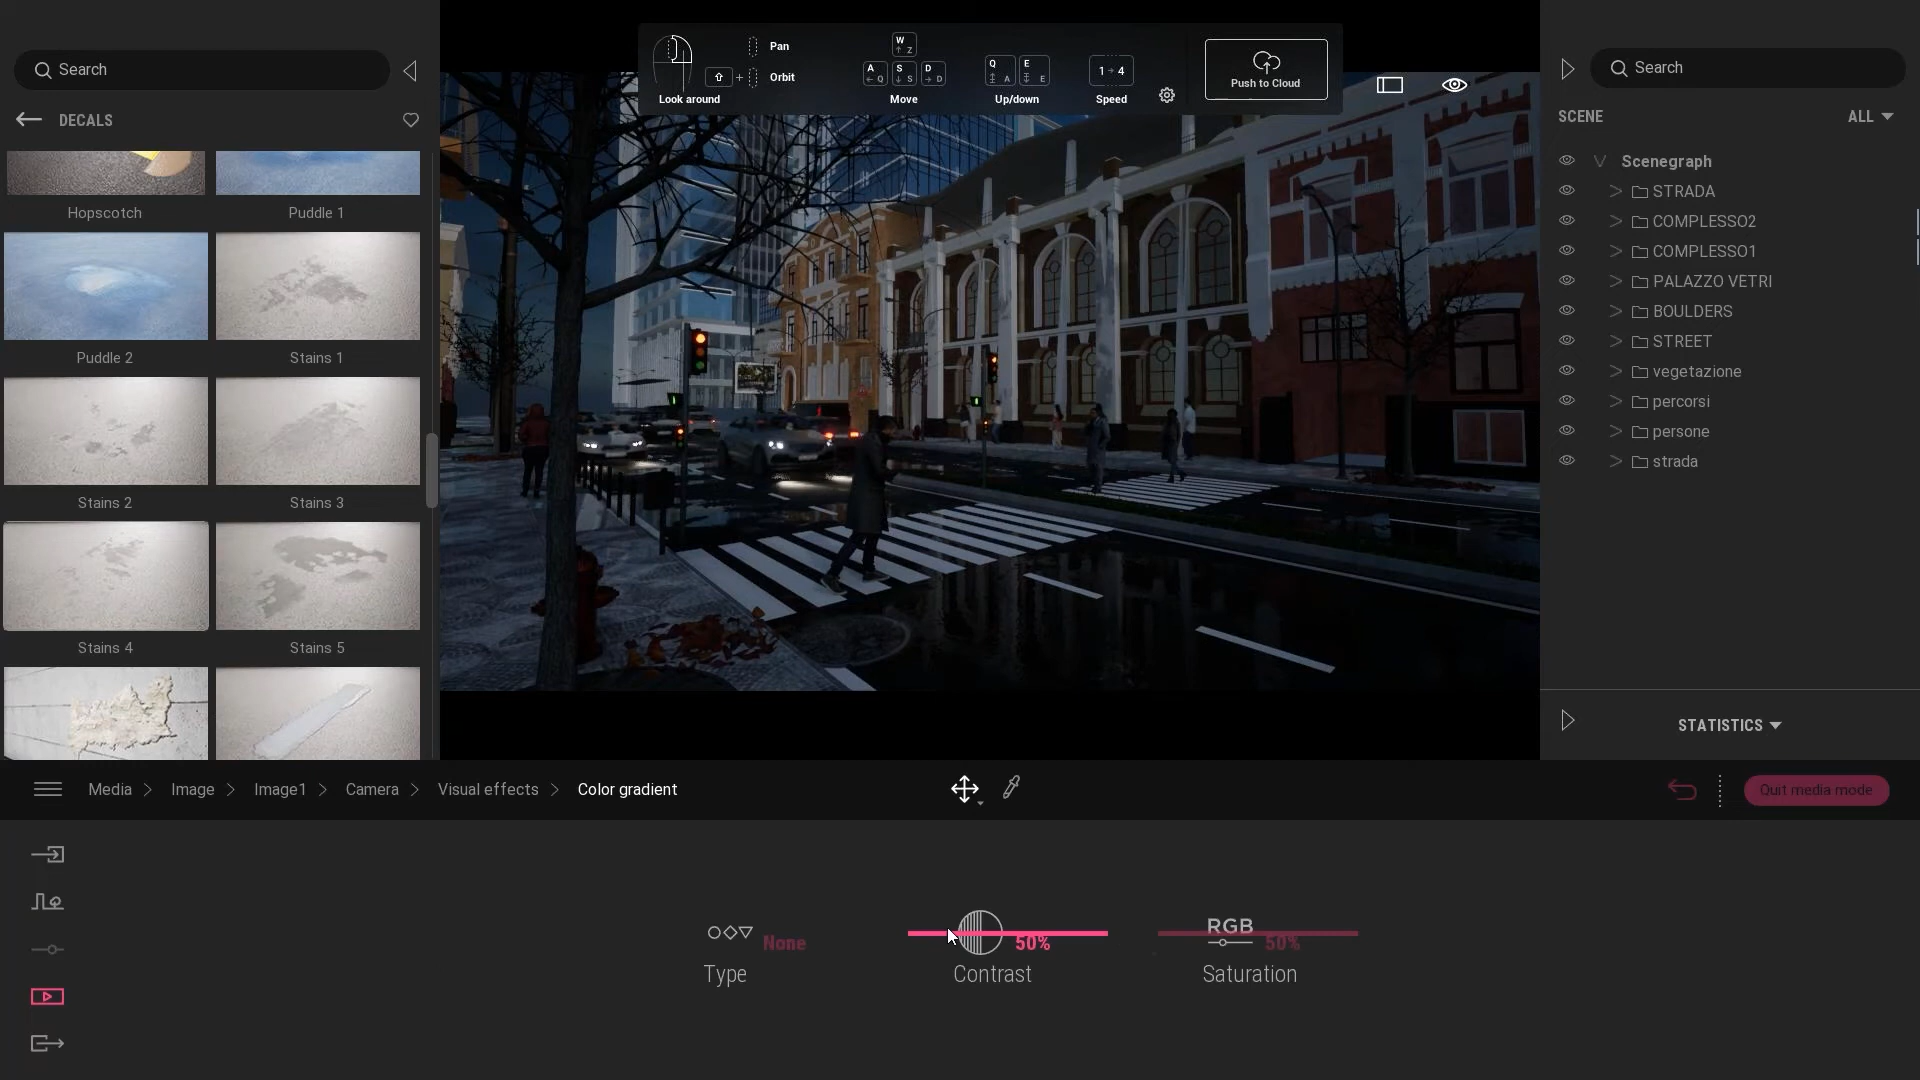 Search
DECALS
Hopscotch
Puddle 1
Puddle 2
Stains 1
Stains 2
Stains 3
Stains 4
Stains 5
Pan
Orbit
Look around
W
Z
A
Q
S
S
D
D
Move
Q
A
E
E
Up/down
1 → 4
Speed
Push to Cloud
Search
SCENE
ALL
Scenegraph
STRADA
COMPLESSO2
COMPLESSO1
PALAZZO VETRI
BOULDERS
STREET
vegetazione
percorsi
persone
strada
STATISTICS
Media > Image > Image1 > Camera > Visual effects > Color gradient
Quit media mode
None
Type
50%
Contrast
RGB
50%
Saturation